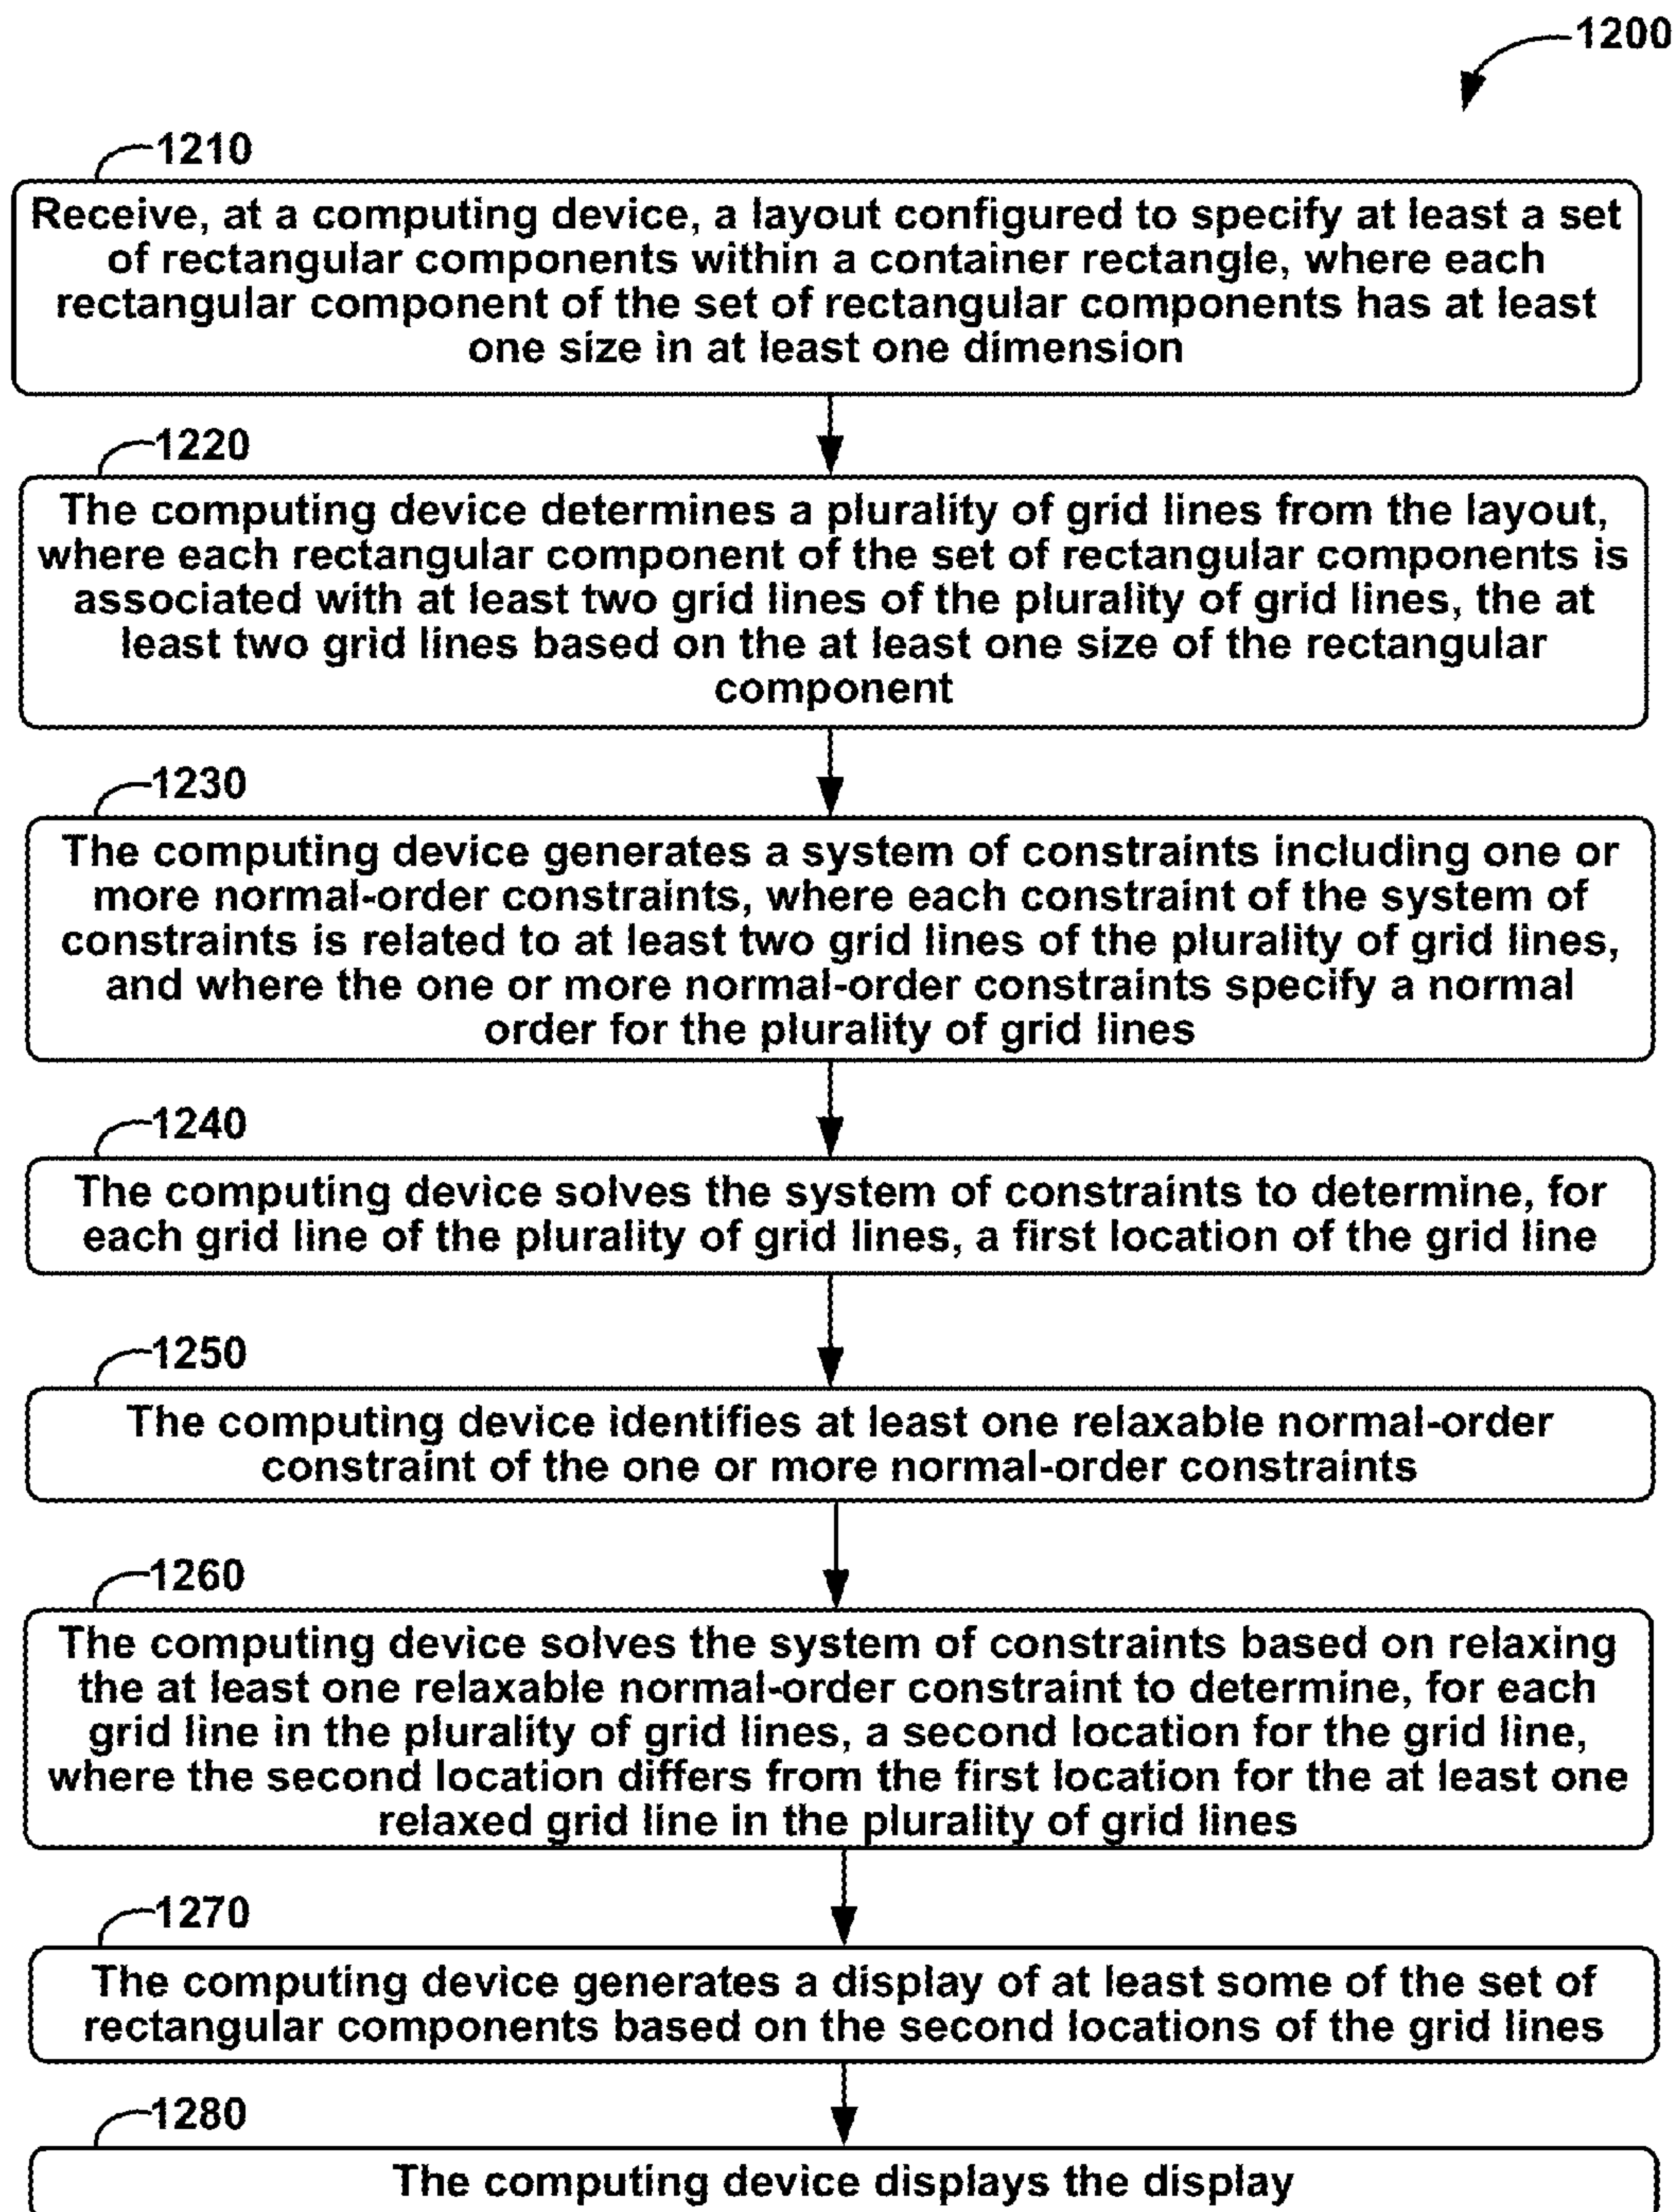 1200
1210
Receive, at a computing device, a layout configured to specify at least a set
of rectangular components within a container rectangle, where each
rectangular component of the set of rectangular components has at least
one size in at least one dimension
1220
The computing device determines a plurality of grid lines from the layout,
where each rectangular component of the set of rectangular components is
associated with at least two grid lines of the plurality of grid lines, the at
least two grid lines based on the at least one size of the rectangular
component
1230
The computing device generates a system of constraints including one or
more normal-order constraints, where each constraint of the system of
constraints is related to at least two grid lines of the plurality of grid lines,
and where the one or more normal-order constraints specify a normal
order for the plurality of grid lines
1240
The computing device solves the system of constraints to determine, for
each grid line of the plurality of grid lines, a first location of the grid line
1250
The computing device identifies at least one relaxable normal-order
constraint of the one or more normal-order constraints
1260
The computing device solves the system of constraints based on relaxing
the at least one relaxable normal-order constraint to determine, for each
grid line in the plurality of grid lines, a second location for the grid line,
where the second location differs from the first location for the at least one
relaxed grid line in the plurality of grid lines
1270
The computing device generates a display of at least some of the set of
rectangular components based on the second locations of the grid lines
1280
The computing device displays the display